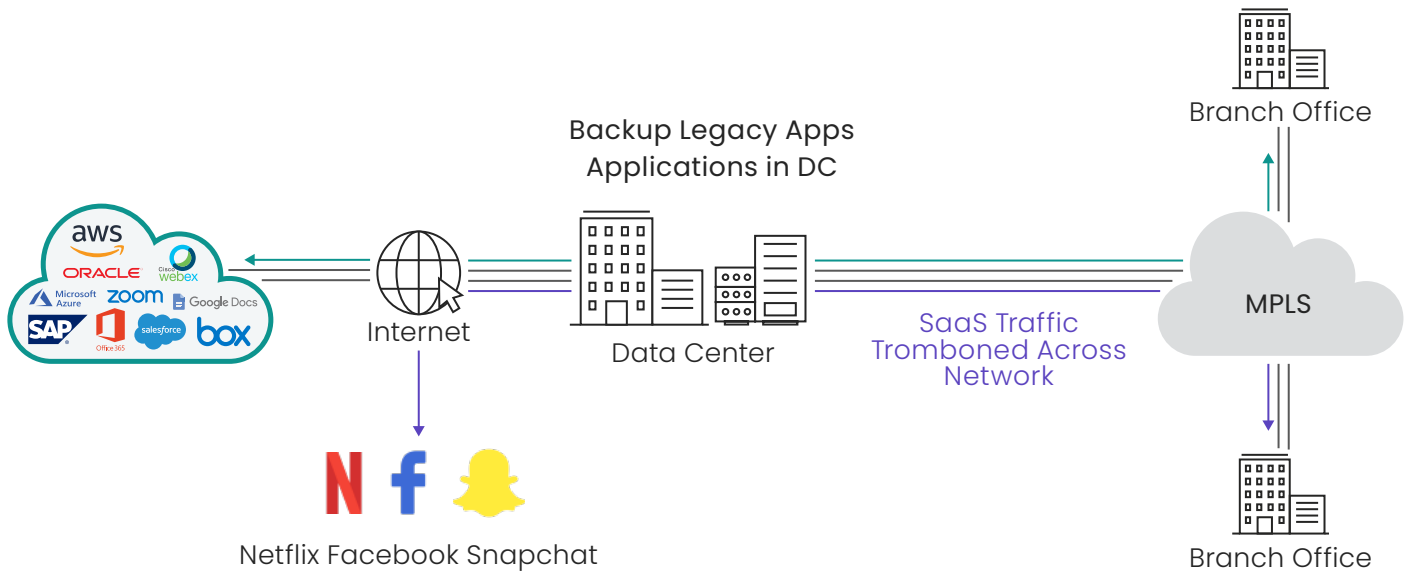 Branch Office
Backup Legacy Apps
Applications in DC
aws
ORACLE
Cisco
webex
Microsoft
Azure
zoom
Google Docs
SAP
Office 365
salesforce
box
Internet
Data Center
SaaS Traffic
Tromboned Across
Network
MPLS
N f
Netflix Facebook Snapchat
Branch Office